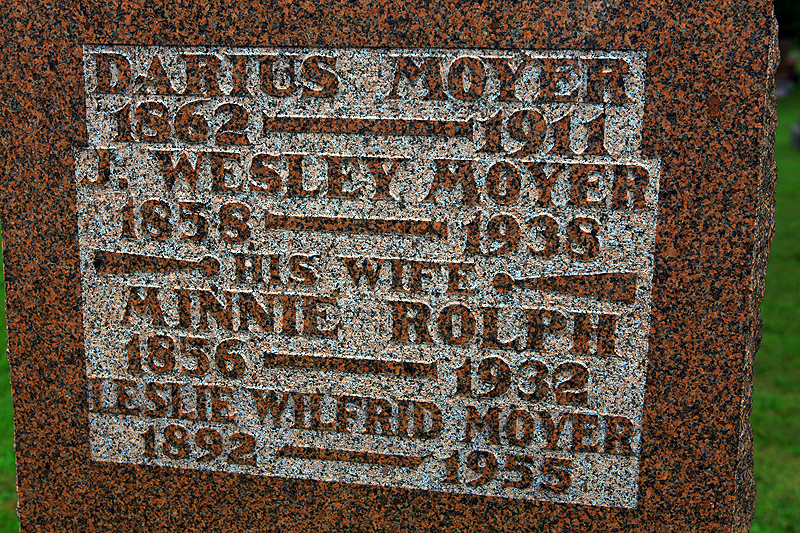 DARIUS MOYER
1862 1911
J. WESLEY MOYER
1858 1938
HIS WIFE
MINNIE ROLPH
1856 1932
LESLIE WILFRID MOYER
1892 1955